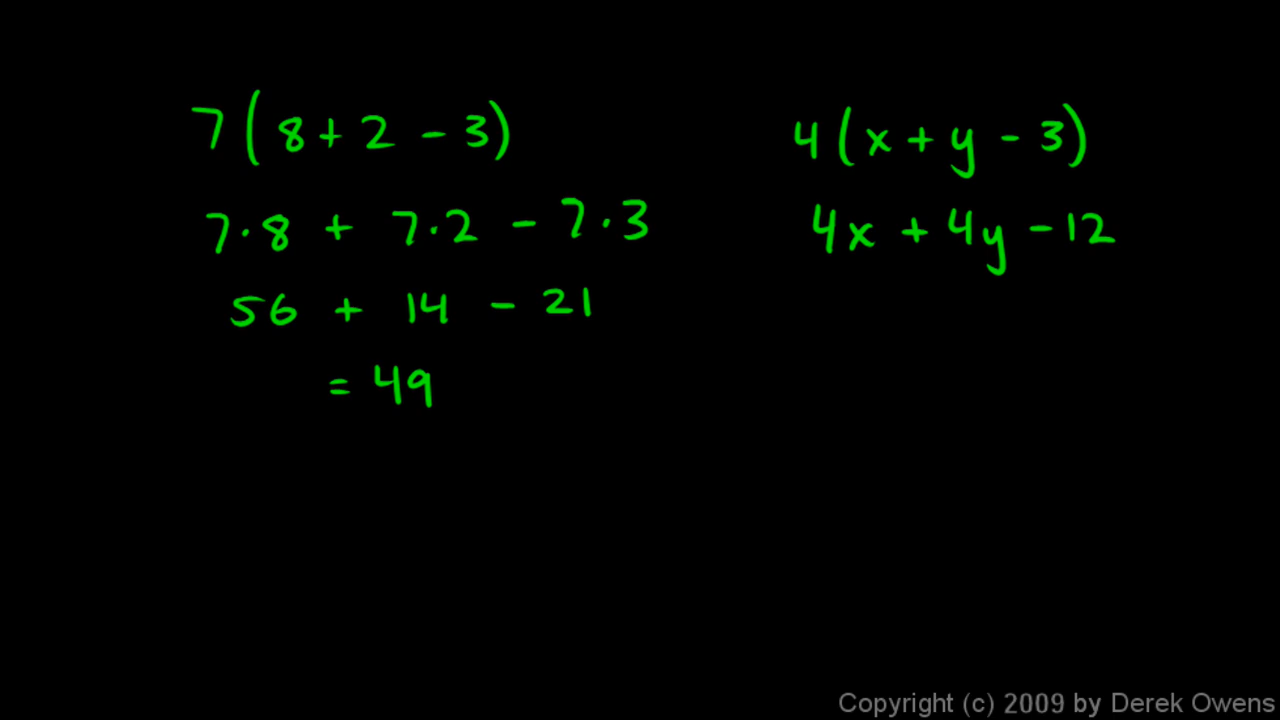 7(8+2-3)
7·8 + 7·2 - 7·3
56 + 14 - 21
= 49
4(x+y-3)
4x + 4y -12
Copyright (c) 2009 by Derek Owens